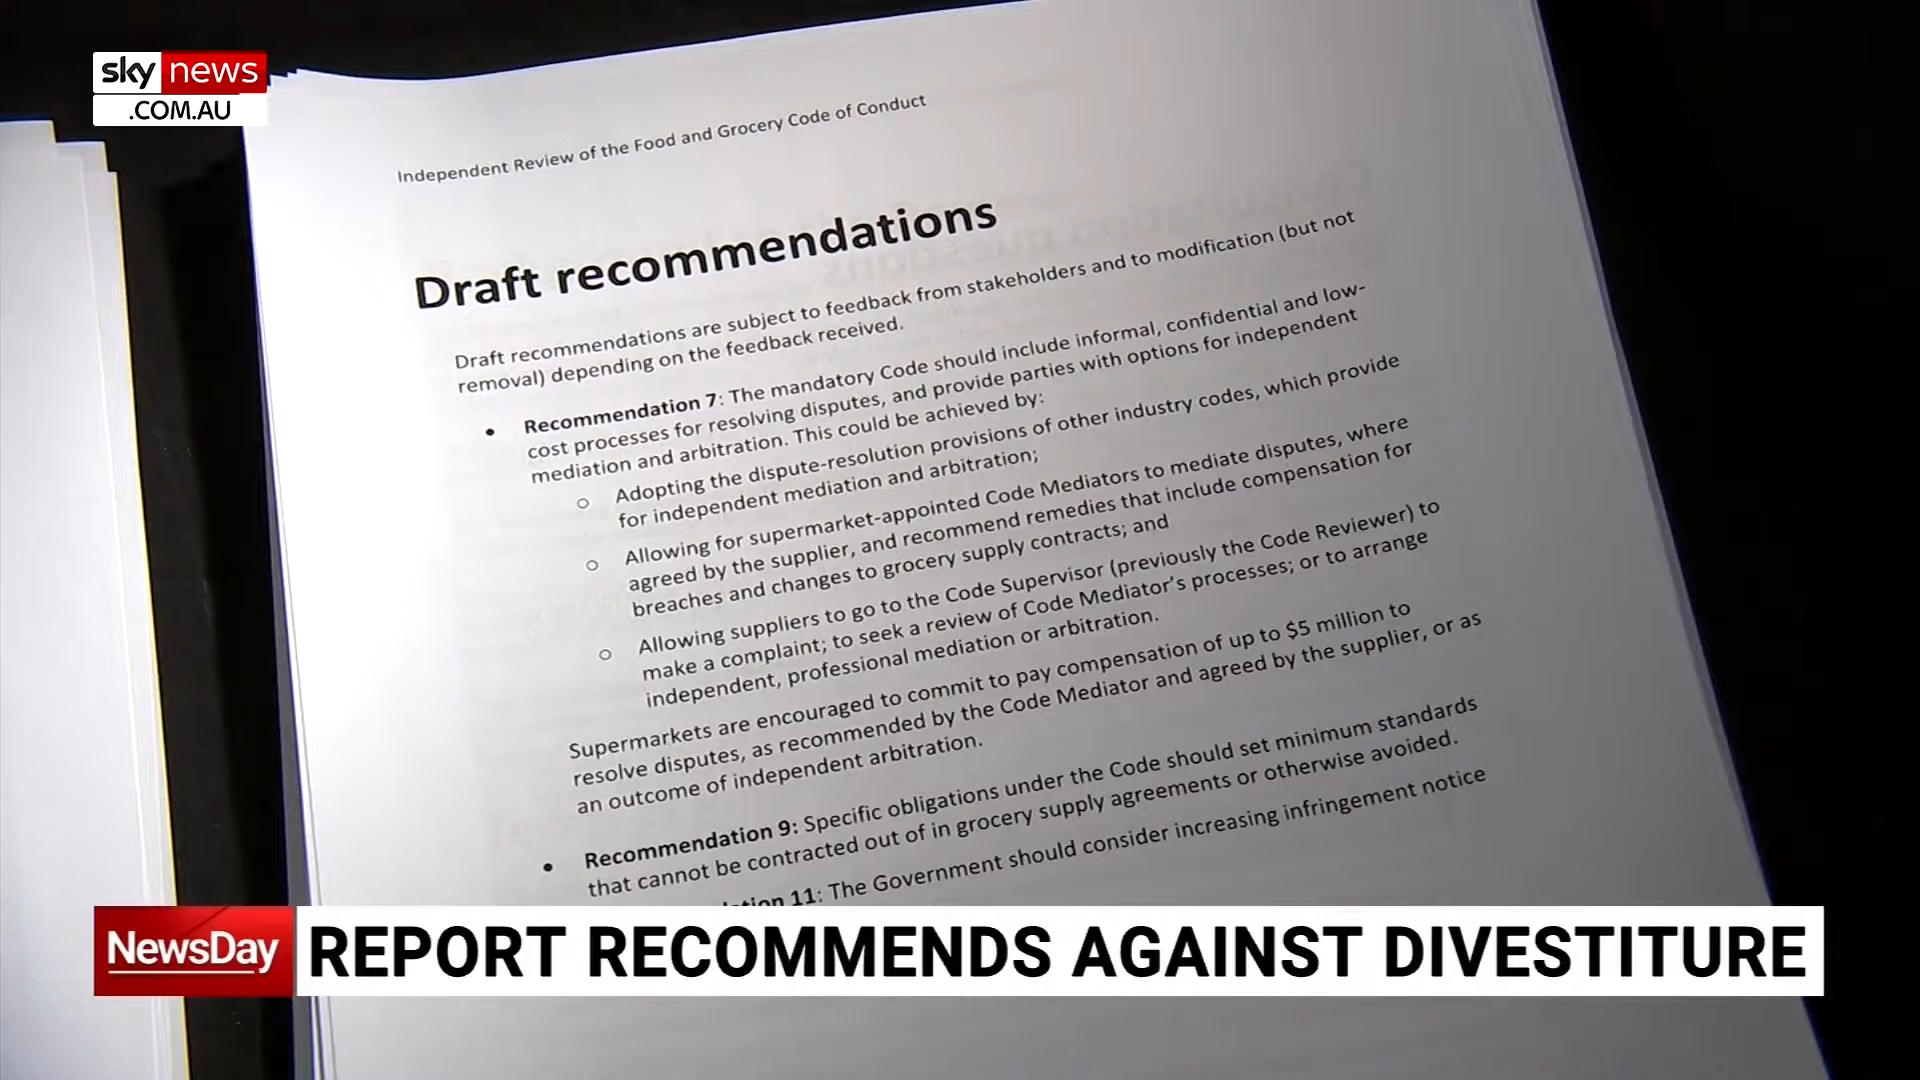 sky news
.COM.AU
Independent Review of the Food and Grocery Code of Conduct
Draft recommendations
Draft recommendations are subject to feedback from stakeholders and to modification (but not
removal) depending on the feedback received.
• Recommendation 7: The mandatory Code should include informal, confidential and low-
cost processes for resolving disputes, and provide parties with options for independent
mediation and arbitration. This could be achieved by:
o Adopting the dispute-resolution provisions of other industry codes, which provide
for independent mediation and arbitration;
o Allowing for supermarket-appointed Code Mediators to mediate disputes, where
agreed by the supplier, and recommend remedies that include compensation for
breaches and changes to grocery supply contracts; and
o Allowing suppliers to go to the Code Supervisor (previously the Code Reviewer) to
make a complaint; to seek a review of Code Mediator's processes; or to arrange
independent, professional mediation or arbitration.
Supermarkets are encouraged to commit to pay compensation of up to $5 million to
resolve disputes, as recommended by the Code Mediator and agreed by the supplier, or as
an outcome of independent arbitration.
• Recommendation 9: Specific obligations under the Code should set minimum standards
that cannot be contracted out of in grocery supply agreements or otherwise avoided.
11: The Government should consider increasing infringement notice
NewsDay
REPORT RECOMMENDS AGAINST DIVESTITURE